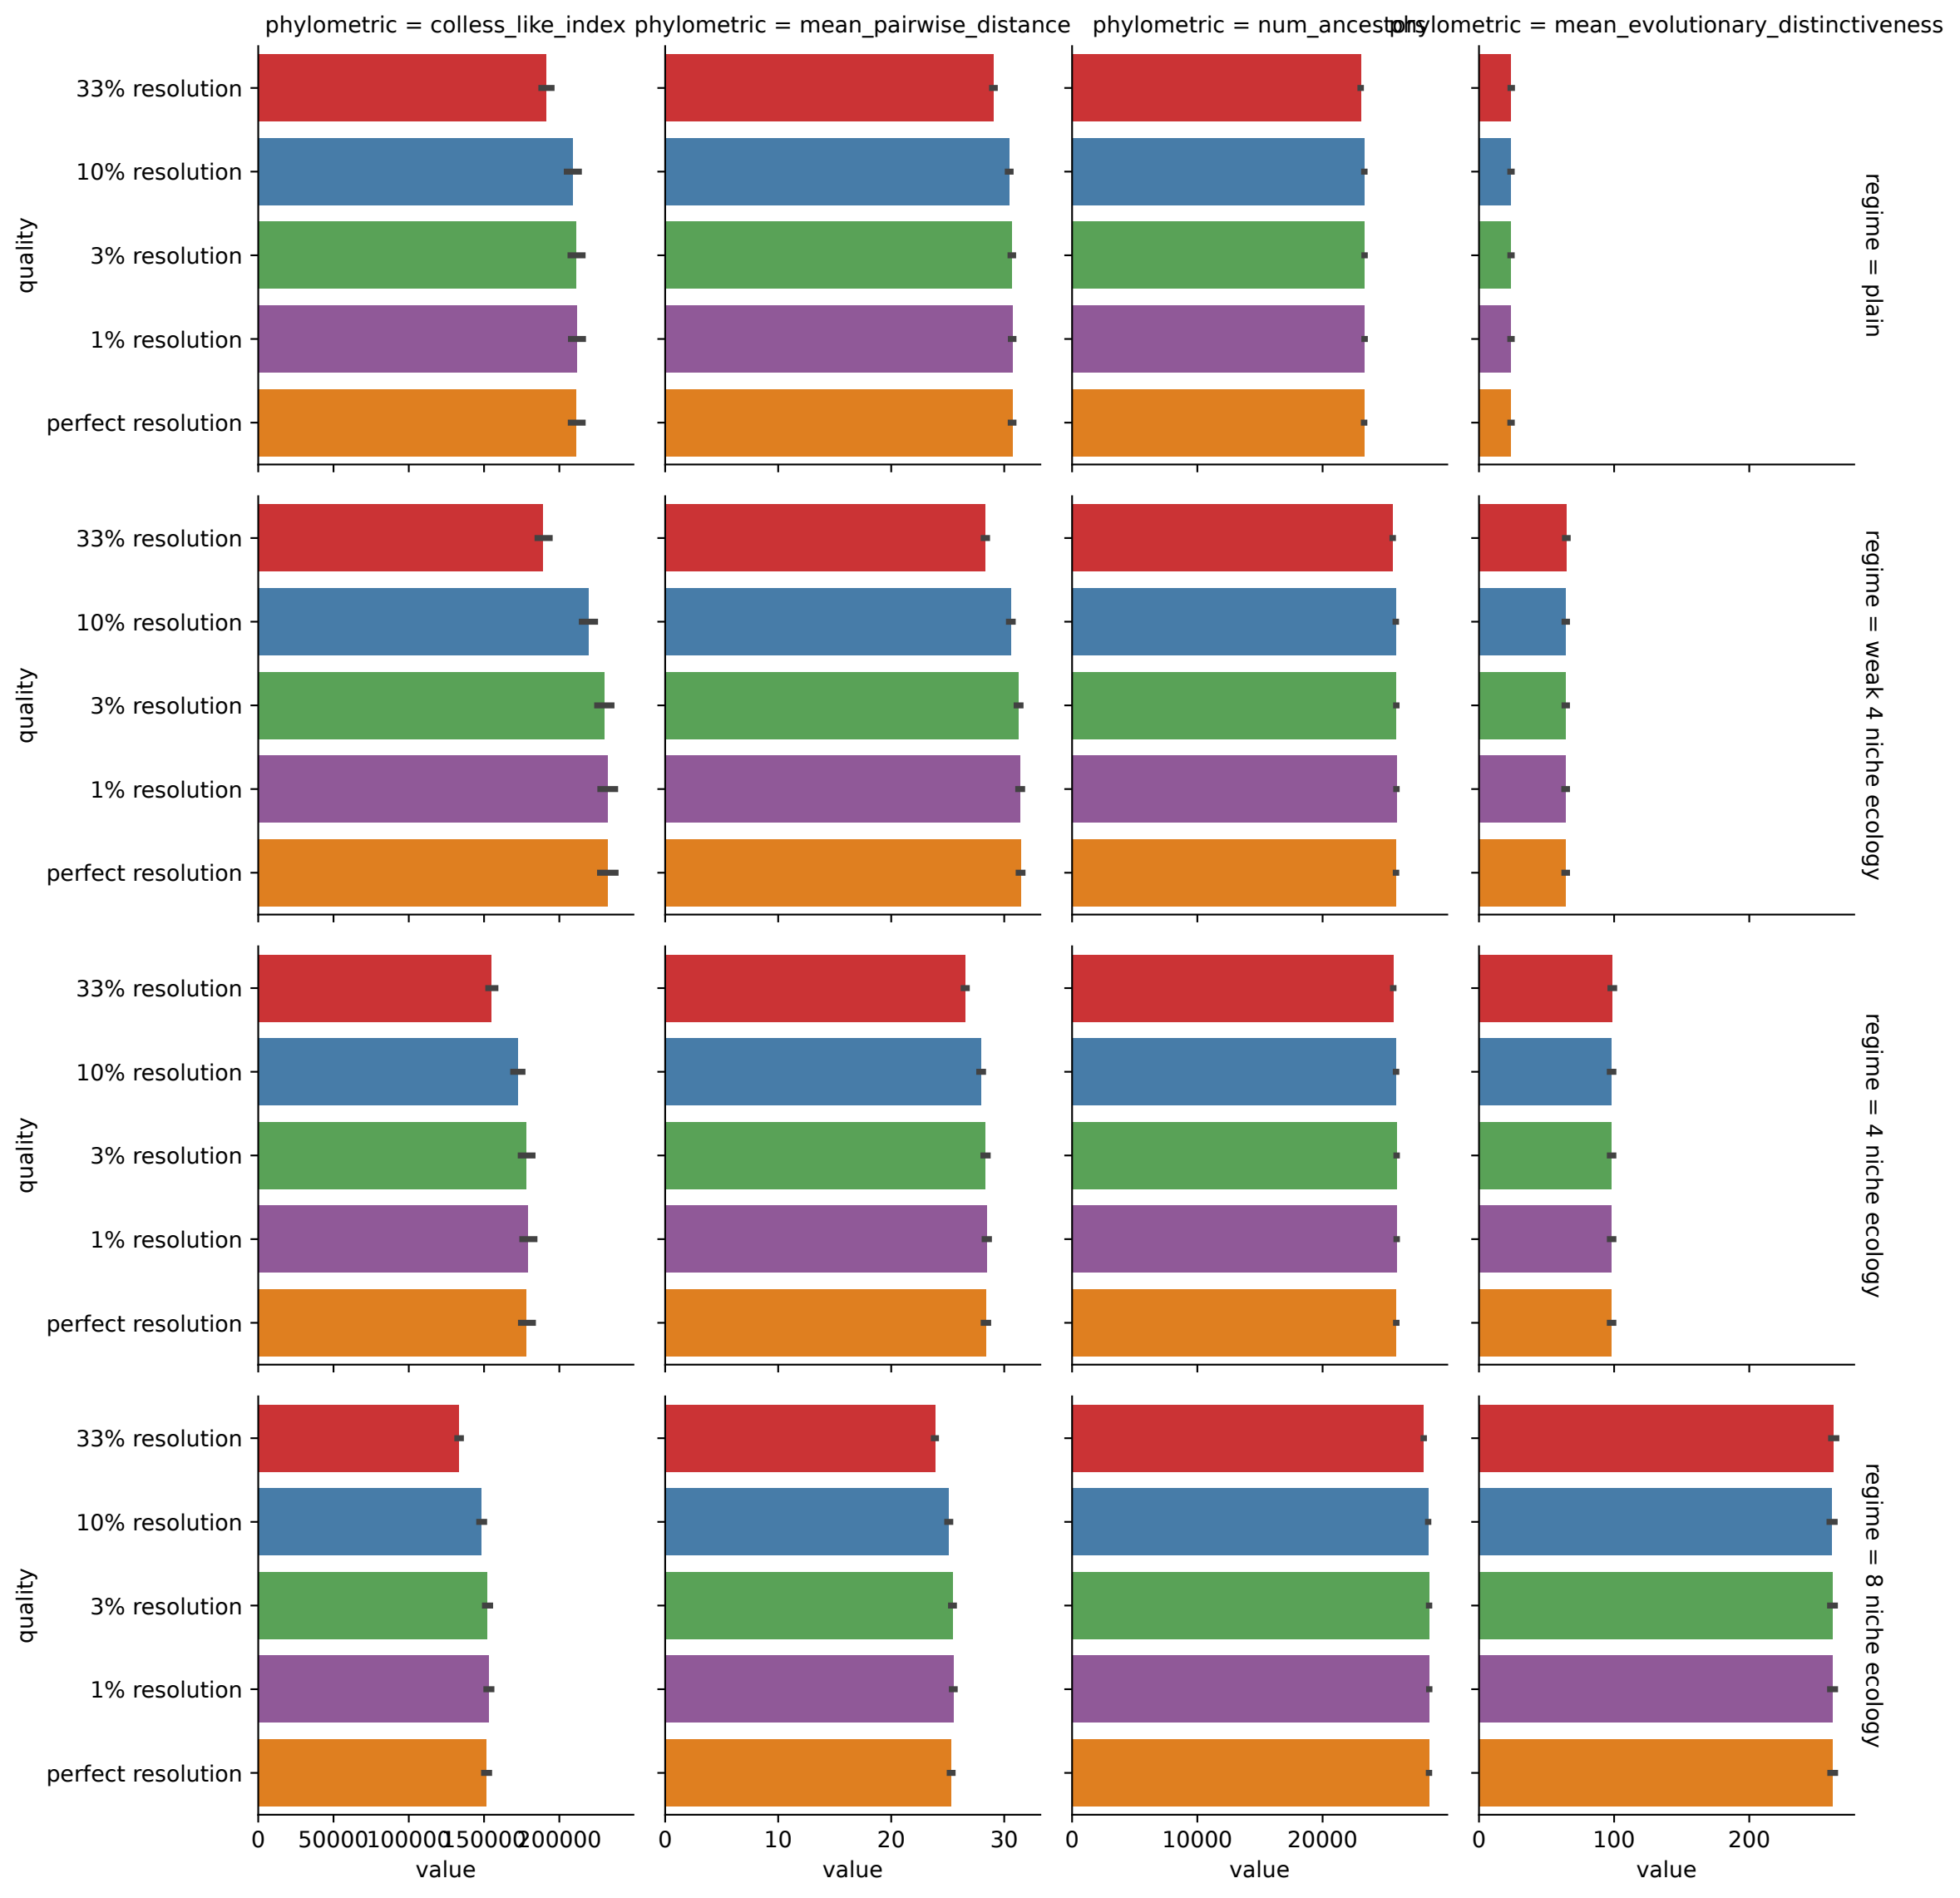 phylometric = colless_like_index
phylometric = mean_pairwise_distance
phylometric = num_ancestors
phylometric = mean_evolutionary_distinctiveness
quality
33% resolution
10% resolution
3% resolution
1% resolution
perfect resolution
regime = plain
quality
33% resolution
10% resolution
3% resolution
1% resolution
perfect resolution
regime = weak 4 niche ecology
quality
33% resolution
10% resolution
3% resolution
1% resolution
perfect resolution
regime = 4 niche ecology
quality
33% resolution
10% resolution
3% resolution
1% resolution
perfect resolution
regime = 8 niche ecology
0 50000 100000 150000 200000
value
0 10 20 30
value
0 10000 20000
value
0 100 200
value